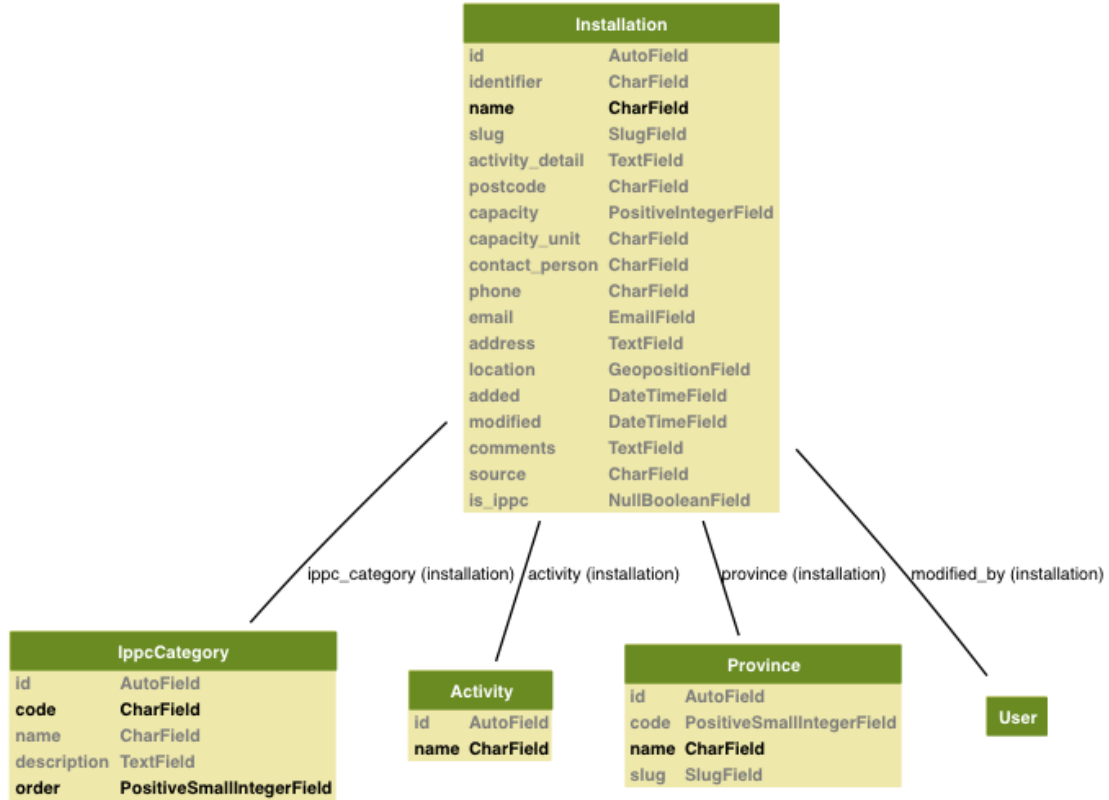 Installation
id AutoField
identifier CharField
name CharField
slug SlugField
activity_detail TextField
postcode CharField
capacity PositiveIntegerField
capacity_unit CharField
contact_person CharField
phone CharField
email EmailField
address TextField
location GeopositionField
added DateTimeField
modified DateTimeField
comments TextField
source CharField
is_ippc NullBooleanField
ippc_category (installation) activity (installation) province (installation) modified_by (installation)
IppcCategory
id AutoField
code CharField
name CharField
description TextField
order PositiveSmallIntegerField
Activity
id AutoField
name CharField
Province
id AutoField
code PositiveSmallIntegerField
name CharField
slug SlugField
User